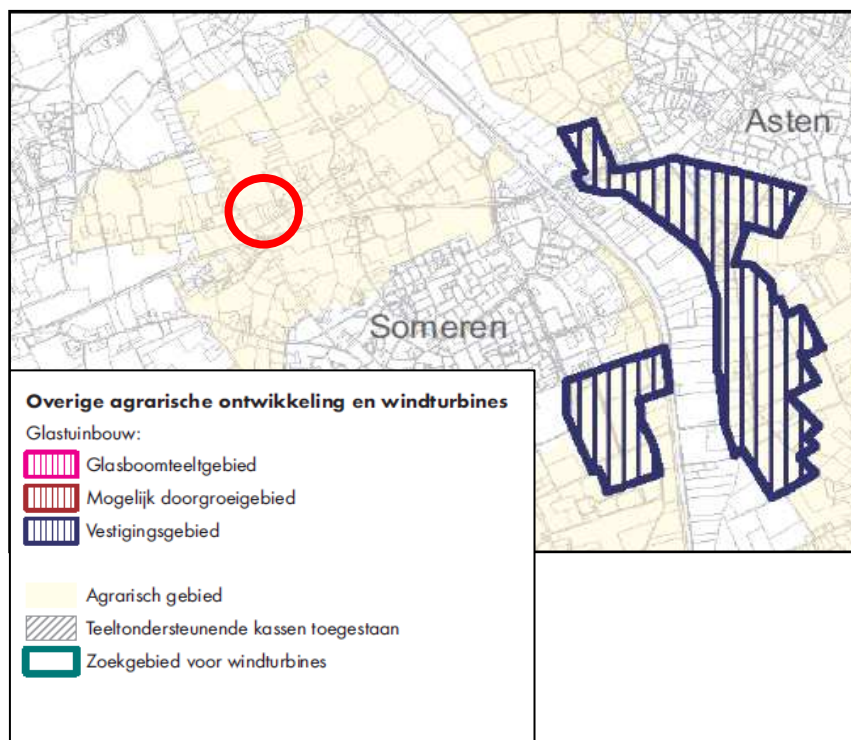 Asten
Someren
Overige agrarische ontwikkeling en windturbines
Glastuinbouw:
Glasboomteeltgebied
Mogelijk doorgroeigebied
Vestigingsgebied
Agrarisch gebied
Teeltondersteunende kassen toegestaan
Zoekgebied voor windturbines